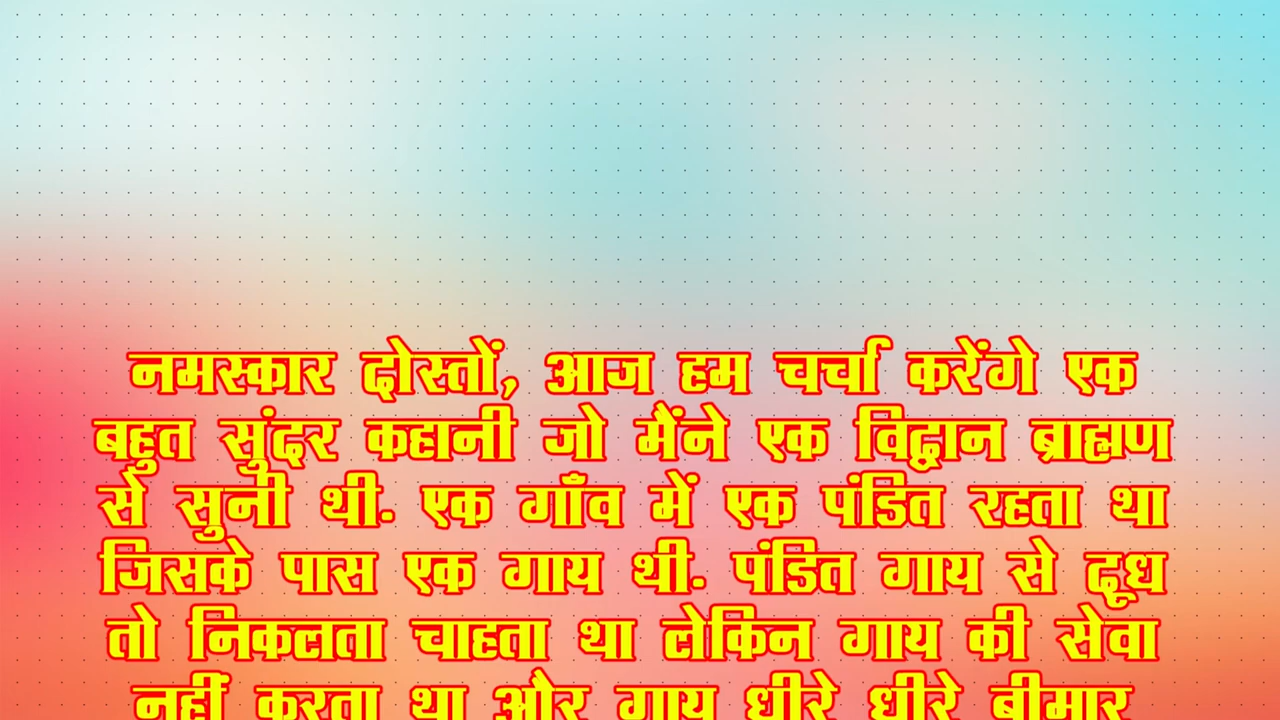 नमस्कार दोस्तों, आज हम चर्चा करेंगे एक
बहुत सुंदर कहानी जो मैंने एक विद्वान ब्राह्मण
से सुनी थी. एक गाँव में एक पंडित रहता था
जिसके पास एक गाय थी. पंडित गाय से दूध
तो निकलता चाहता था लेकिन गाय की सेवा
नहीं करता था और गाय धीरे धीरे बीमार